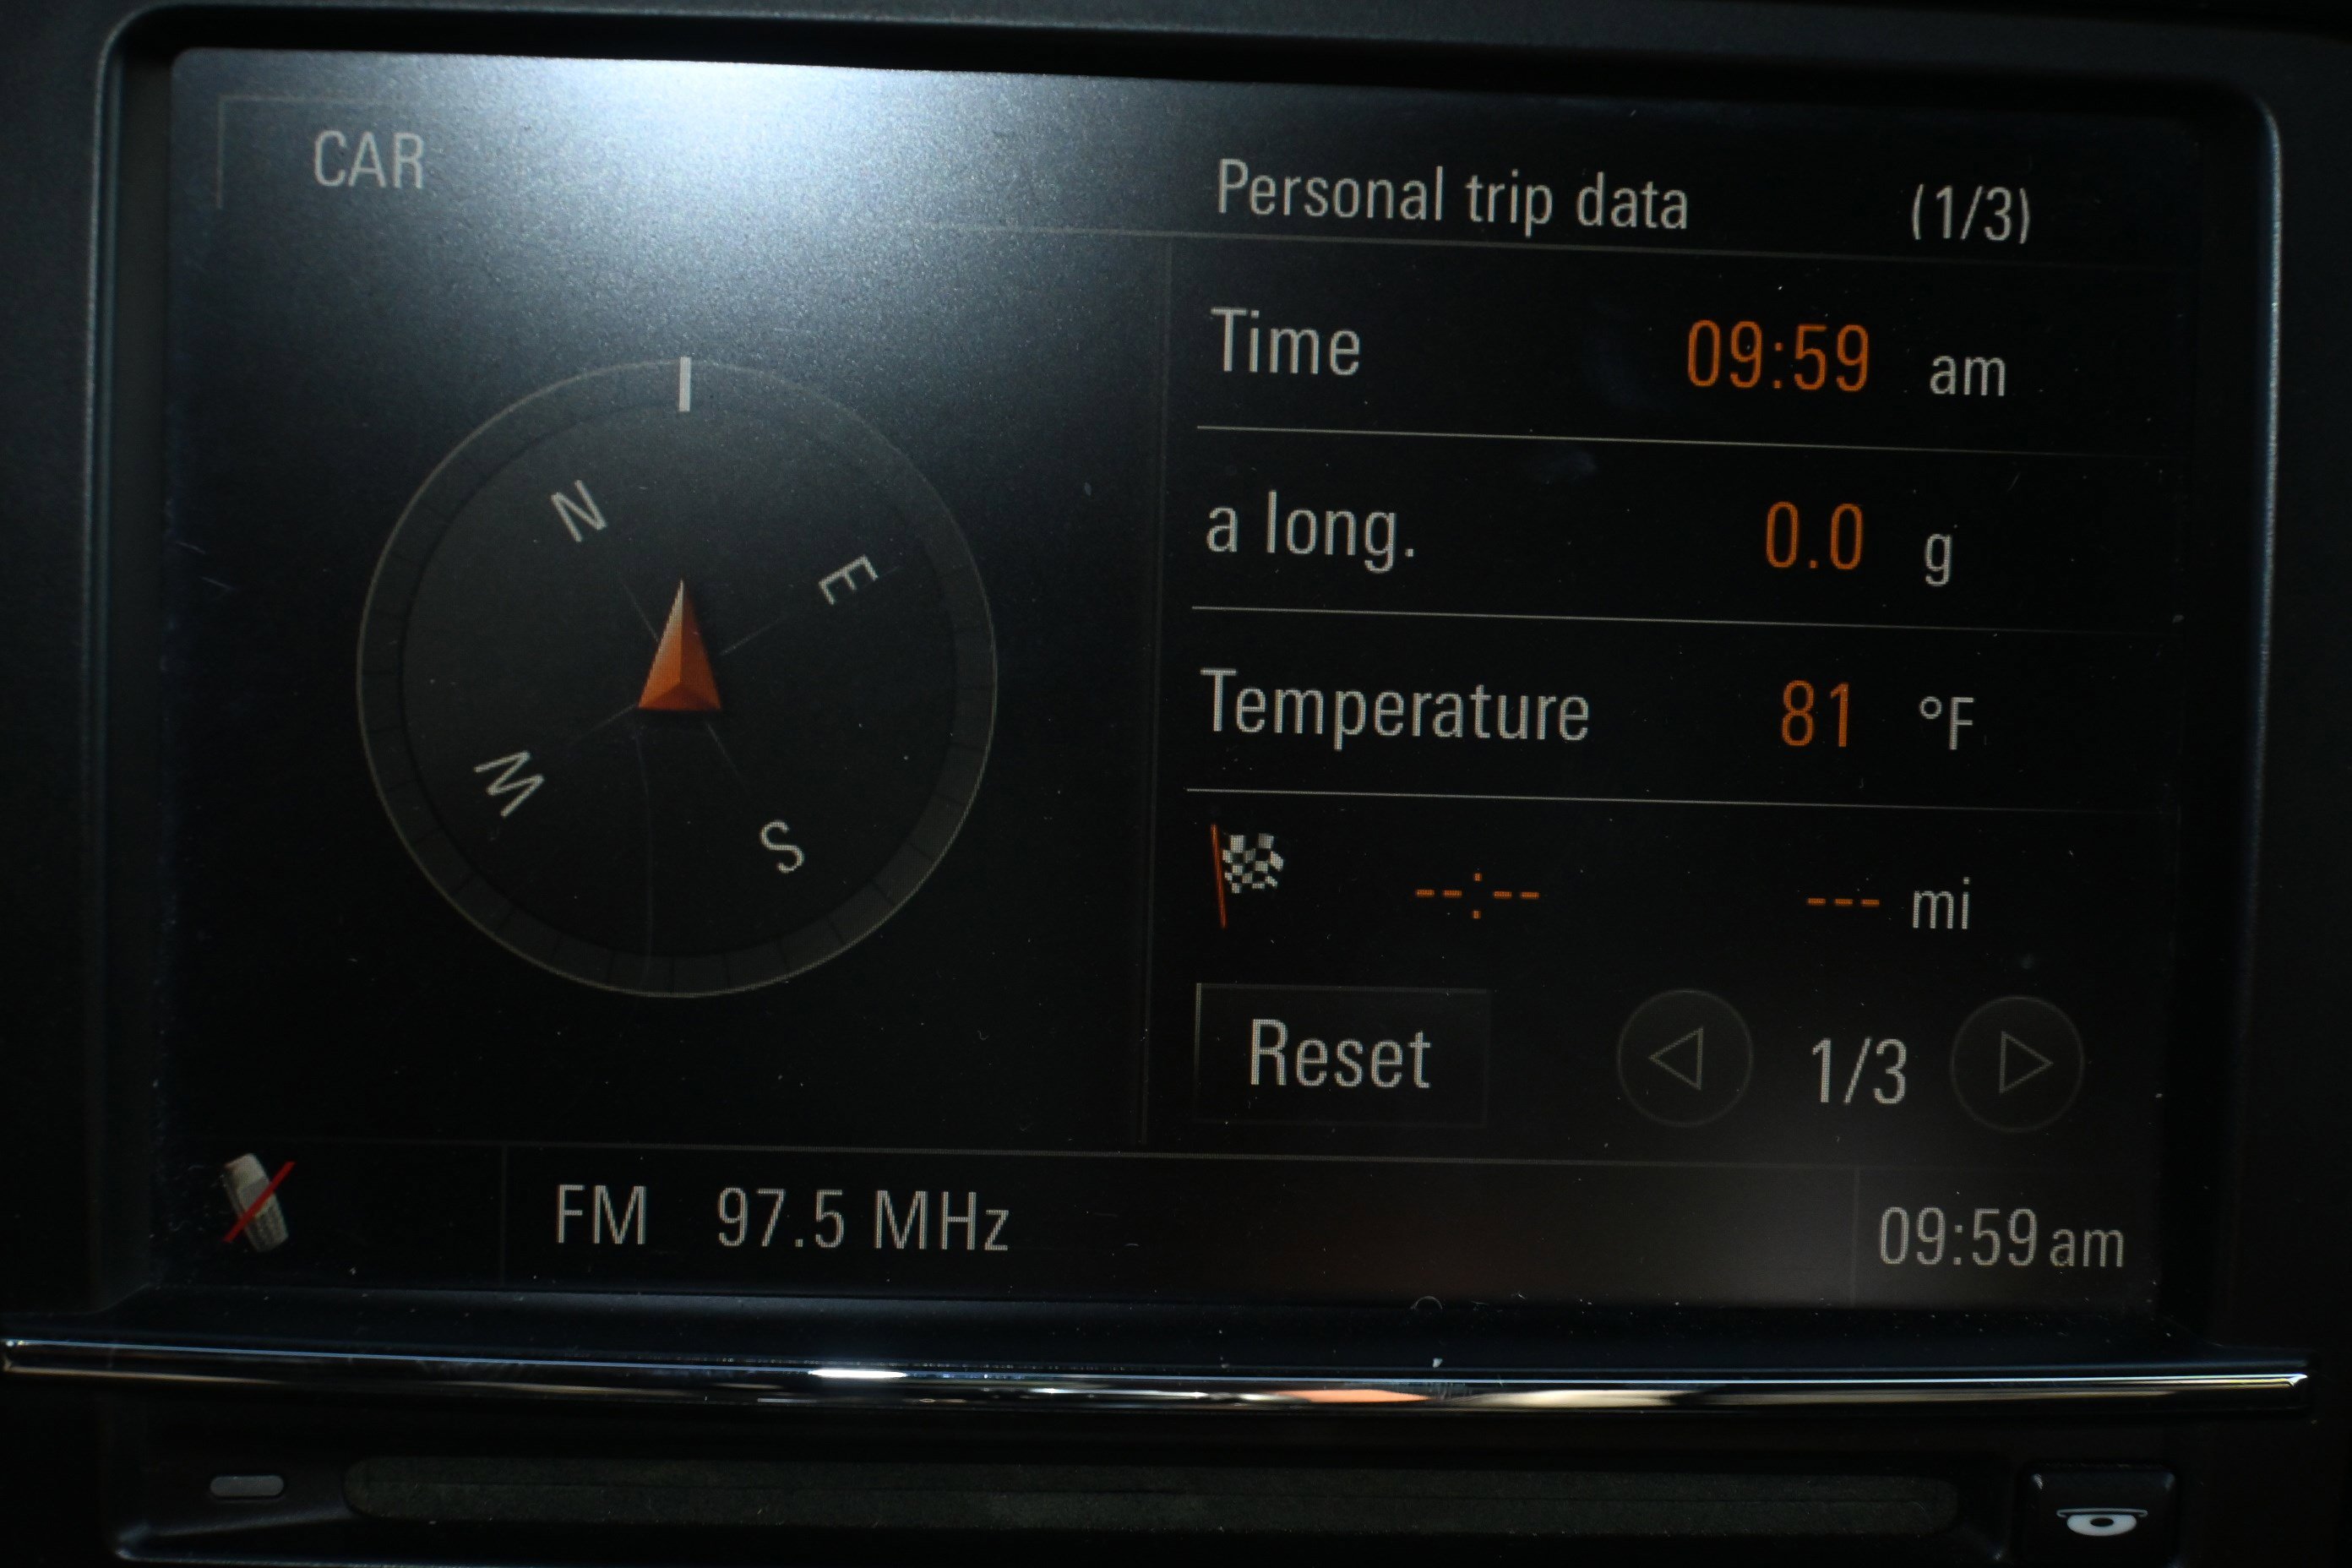 CAR
Personal trip data (1/3)
N
E
W
S
Time 09:59 am
a long. 0.0 g
Temperature 81 °F
--:-- --- mi
Reset 1/3
FM 97.5 MHz
09:59 am